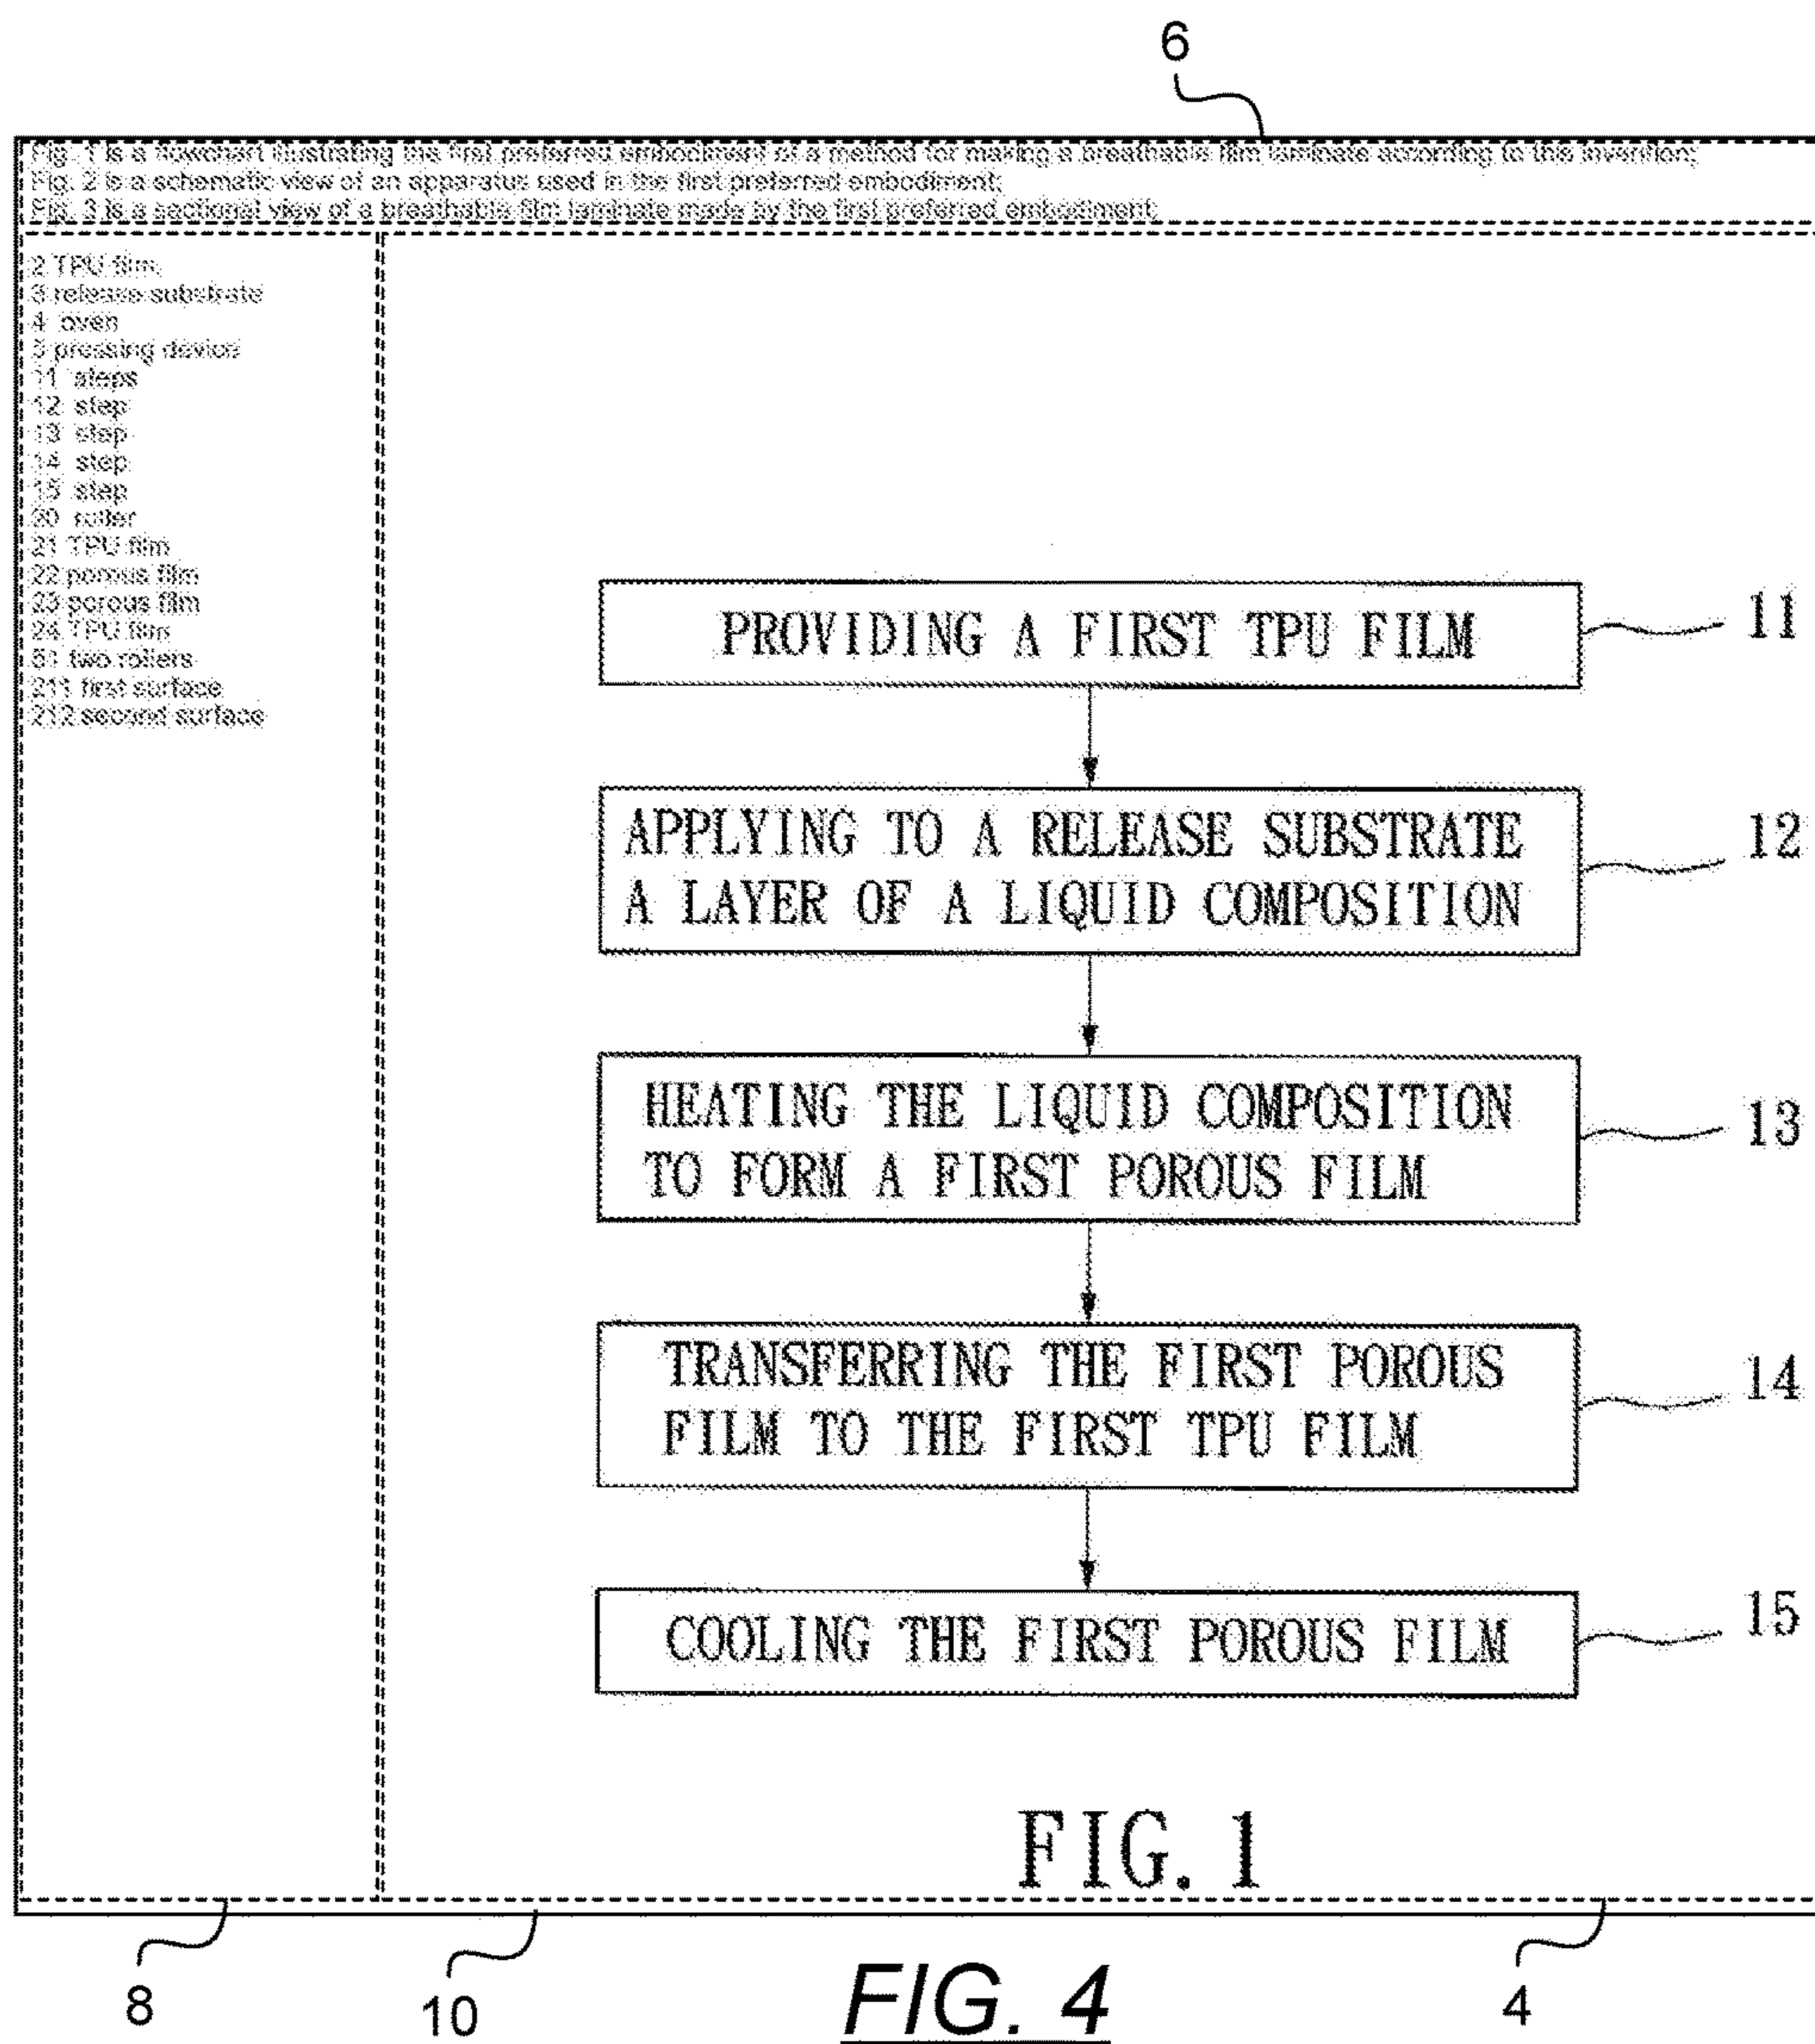 6
Fig. 1 is a flowchart illustrating the first preferred embodiment of a method for making a breathable film laminate according to this invention;
Fig. 2 is a schematic view of an apparatus used in the first preferred embodiment;
Fig. 3 is a sectional view of a breathable film laminate made by the first preferred embodiment;
2 TPU film
3 release substrate
4 oven
5 pressing device
11 steps
12 step
13 step
14 step
15 step
20 roller
21 TPU film
22 porous film
23 porous film
24 TPU film
51 two rollers
211 first surface
212 second surface
PROVIDING A FIRST TPU FILM
11
APPLYING TO A RELEASE SUBSTRATE
A LAYER OF A LIQUID COMPOSITION
12
HEATING THE LIQUID COMPOSITION
TO FORM A FIRST POROUS FILM
13
TRANSFERRING THE FIRST POROUS
FILM TO THE FIRST TPU FILM
14
COOLING THE FIRST POROUS FILM
15
FIG. 1
8
10
FIG. 4
4